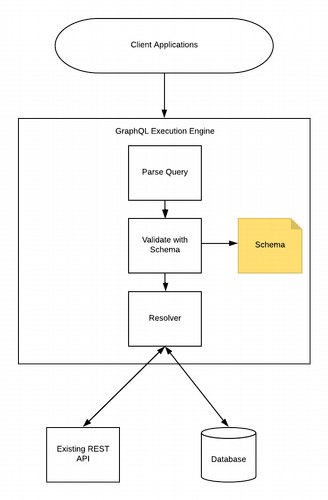 Client Applications
GraphQL Execution Engine
Parse Query
Validate with
Schema
Schema
Resolver
Existing REST
API
Database